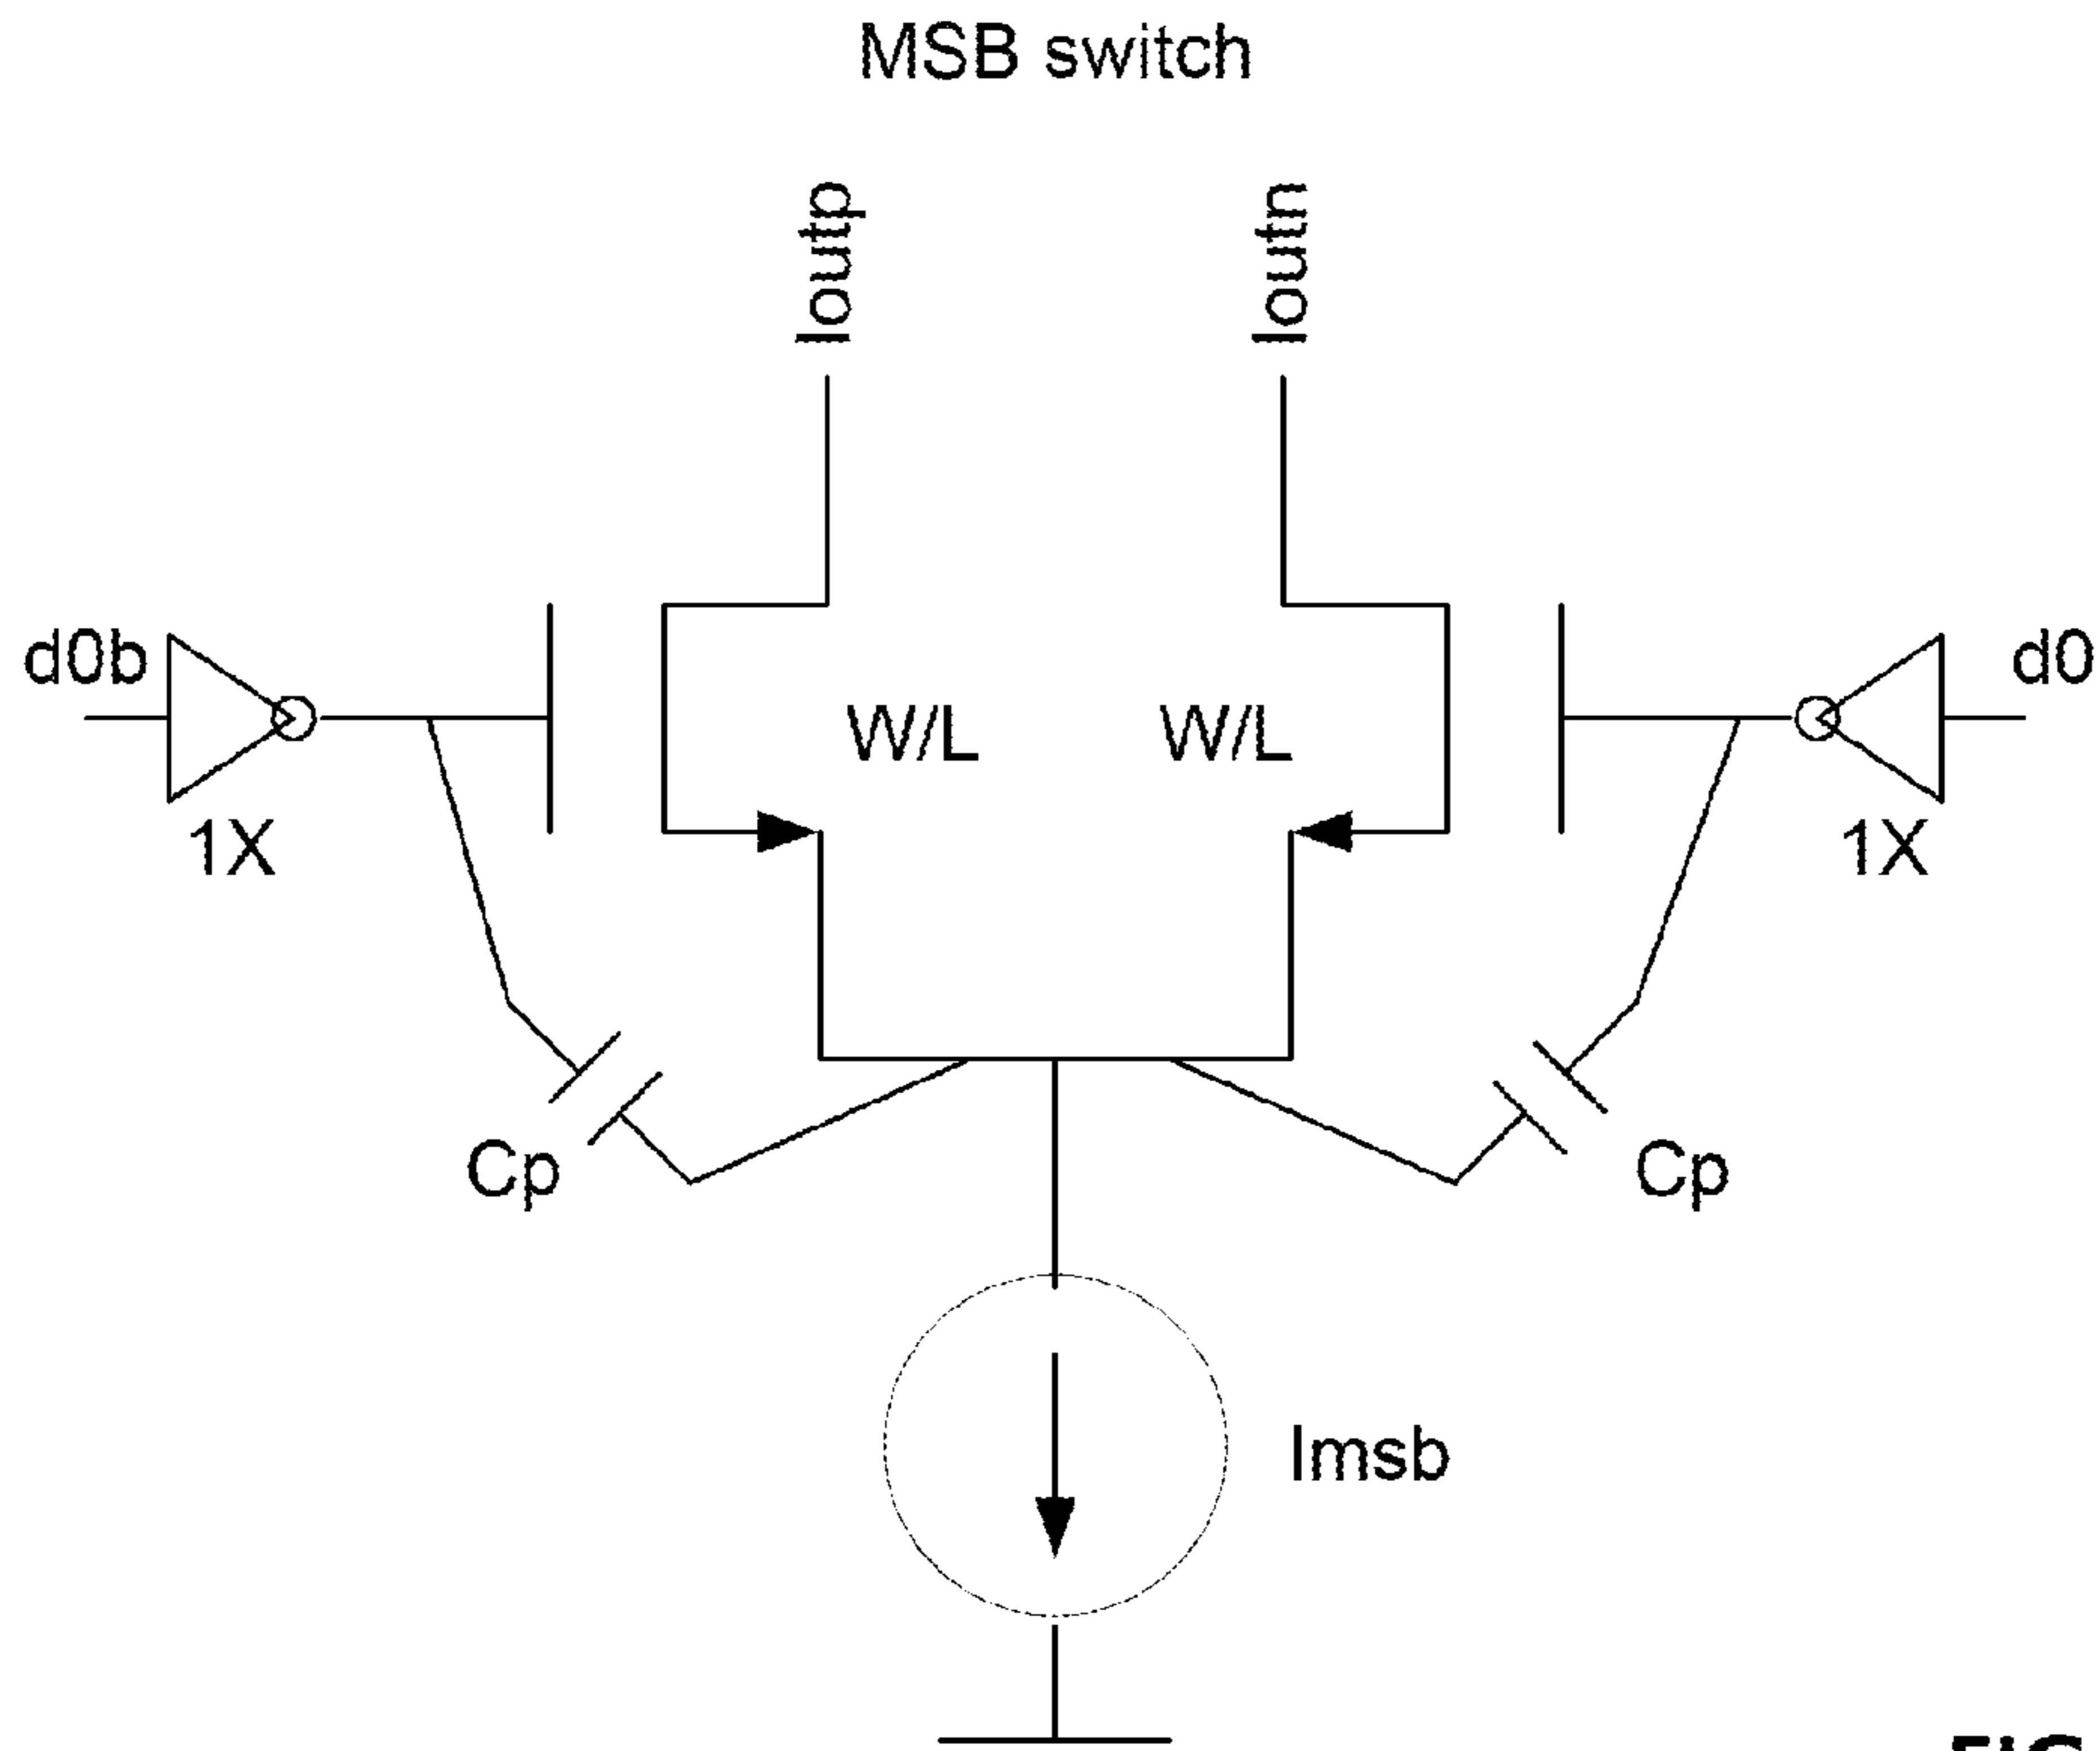 MSB switch
Ioutp
Ioutn
d0b
d0
W/L
W/L
1X
1X
Cp
Cp
Imsb